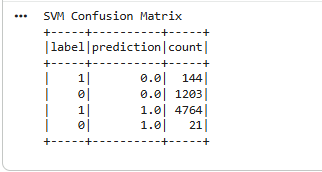 ••• SVM Confusion Matrix
+-----+----------+-----+
|label|prediction|count|
+-----+----------+-----+
|    1|       0.0|  144|
|    0|       0.0| 1203|
|    1|       1.0| 4764|
|    0|       1.0|   21|
+-----+----------+-----+